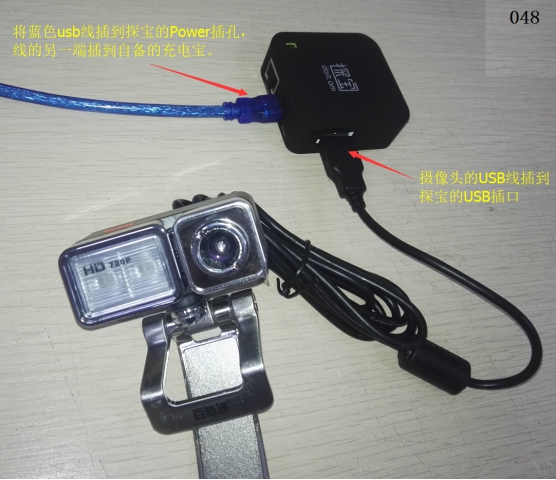 048
将蓝色usb线插到探宝的Power插孔,
线的另一端插到自备的充电宝。
探宝
摄像头的USB线插到
探宝的USB插口
HD 720P